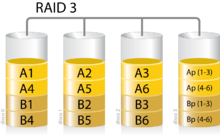 RAID 3
A1 A2 A3 Ap (1-3)
A4 A5 A6 Ap (4-6)
B1 B2 B3 Bp (1-3)
B4 B5 B6 Bp (4-6)